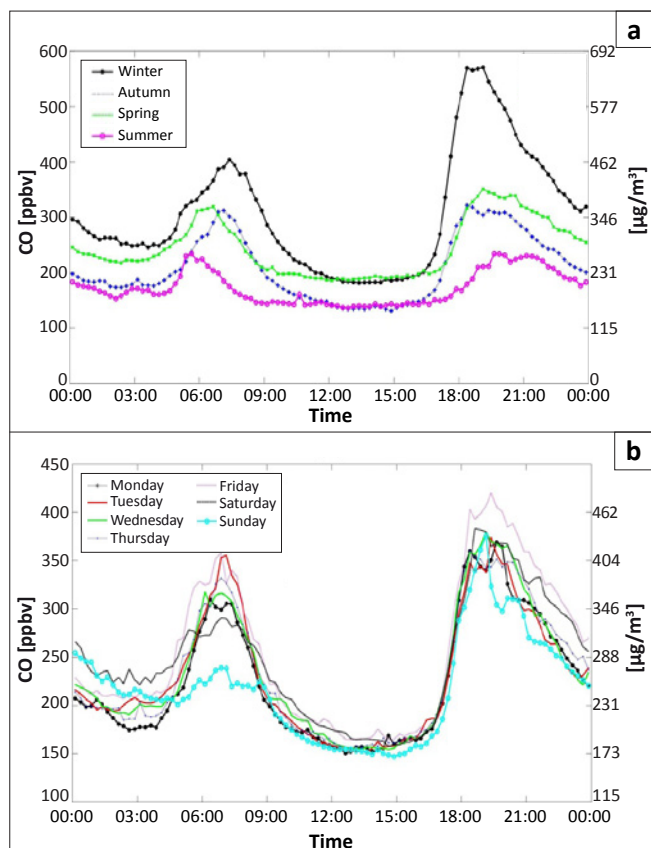 a
600
500
400
300
200
100
0
692
577
462
346
231
115
0
CO [ppbv]
[µg/m³]
Winter
Autumn
Spring
Summer
00:00 03:00 06:00 09:00 12:00 15:00 18:00 21:00 00:00
Time
b
450
400
350
300
250
200
150
100
462
404
346
288
231
173
115
CO [ppbv]
[µg/m³]
Monday Friday
Tuesday Saturday
Wednesday Sunday
Thursday
00:00 03:00 06:00 09:00 12:00 15:00 18:00 21:00 00:00
Time